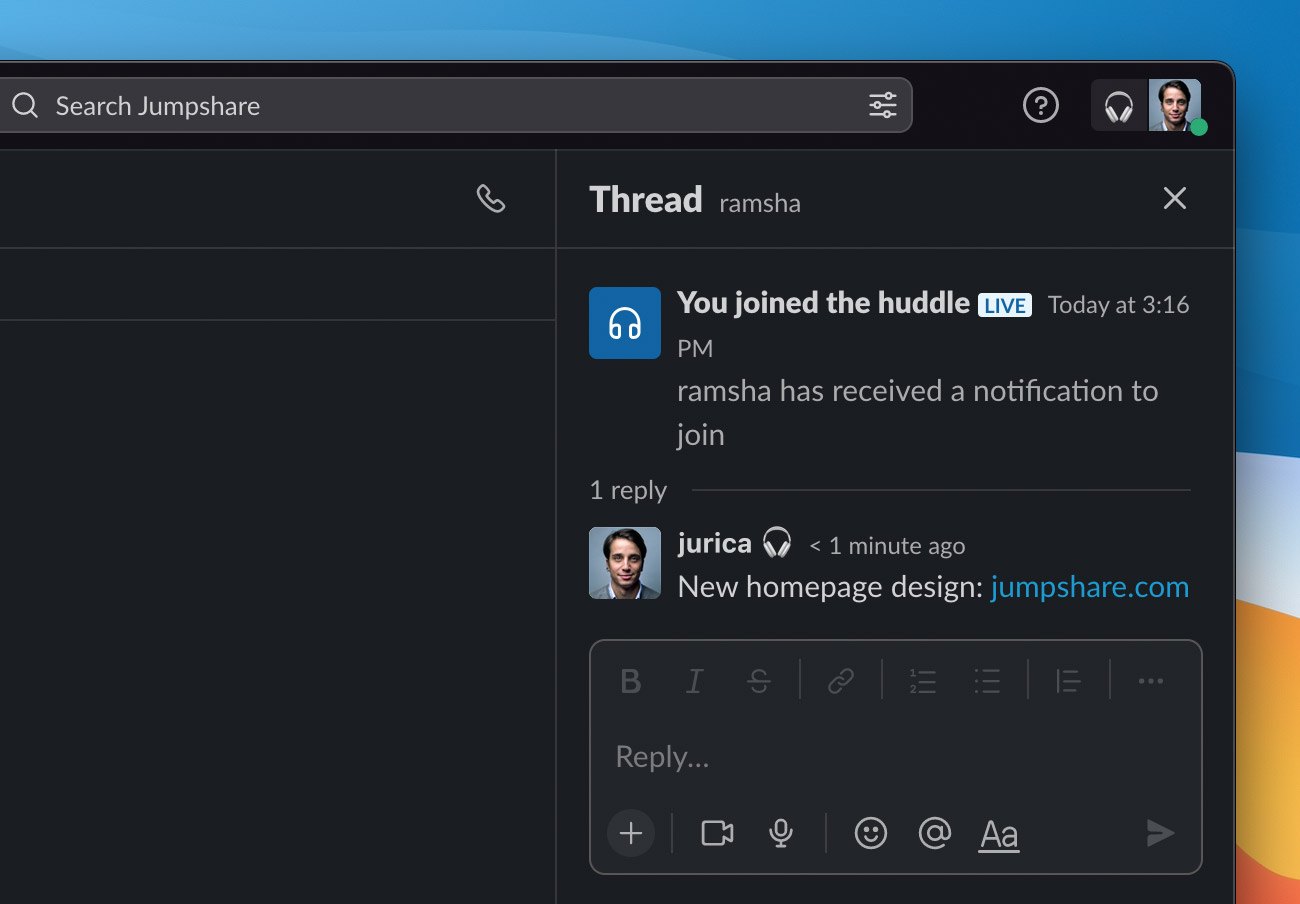 Search Jumpshare
Thread ramsha
You joined the huddle LIVE Today at 3:16
PM
ramsha has received a notification to
join
1 reply
jurica < 1 minute ago
New homepage design: jumpshare.com
B I S
Reply...
Aa